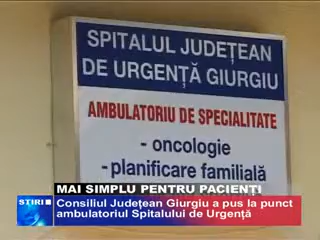 SPITALUL JUDEȚEAN
DE URGENȚĂ GIURGIU
AMBULATORIU DE SPECIALITATE
- oncologie
- planificare familială
MAI SIMPLU PENTRU PACIENȚI
ȘTIRI
Consiliul Județean Giurgiu a pus la punct
ambulatoriul Spitalului de Urgență